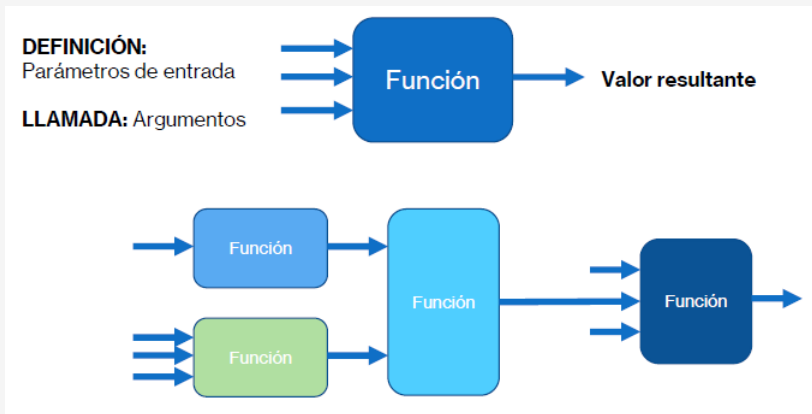 DEFINICIÓN:
Parámetros de entrada
LLAMADA: Argumentos
Función
Valor resultante
Función
Función
Función
Función